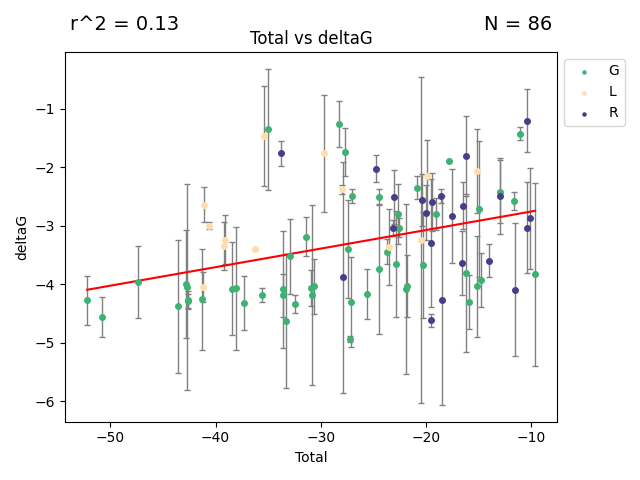 r^2 = 0.13
N = 86
Total vs deltaG
G
L
R
deltaG
−1
−2
−3
−4
−5
−6
−50 −40 −30 −20 −10
Total